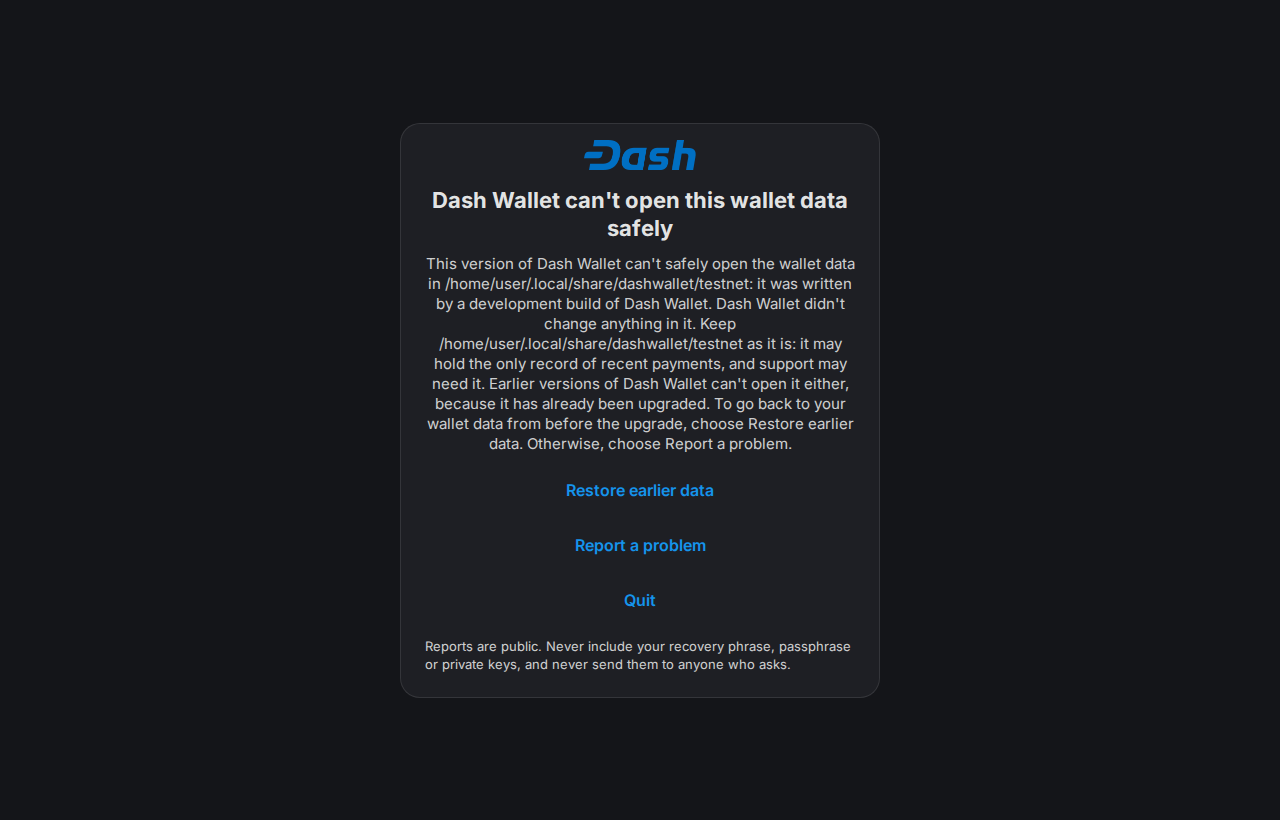 Dash
Dash Wallet can't open this wallet data
safely
This version of Dash Wallet can't safely open the wallet data
in /home/user/.local/share/dashwallet/testnet: it was written
by a development build of Dash Wallet. Dash Wallet didn't
change anything in it. Keep
/home/user/.local/share/dashwallet/testnet as it is: it may
hold the only record of recent payments, and support may
need it. Earlier versions of Dash Wallet can't open it either,
because it has already been upgraded. To go back to your
wallet data from before the upgrade, choose Restore earlier
data. Otherwise, choose Report a problem.
Restore earlier data
Report a problem
Quit
Reports are public. Never include your recovery phrase, passphrase
or private keys, and never send them to anyone who asks.